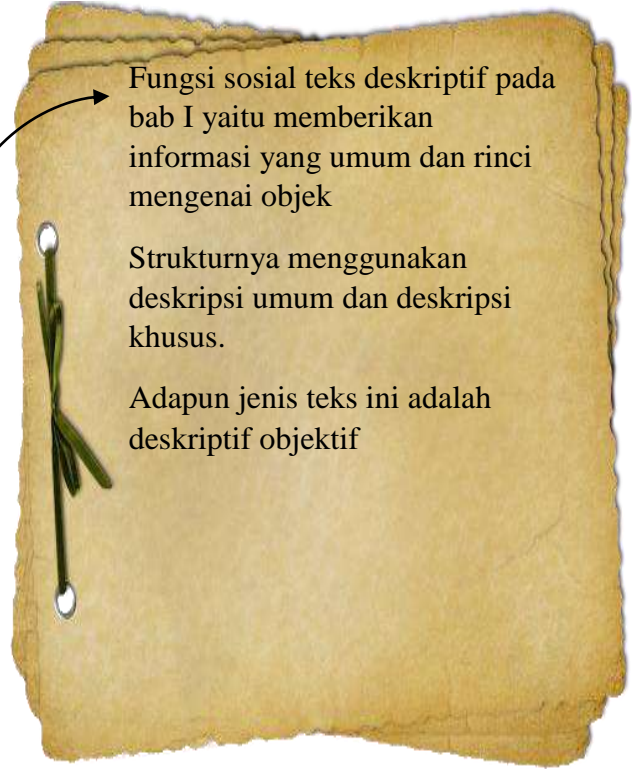 Fungsi sosial teks deskriptif pada
bab I yaitu memberikan
informasi yang umum dan rinci
mengenai objek
Strukturnya menggunakan
deskripsi umum dan deskripsi
khusus.
Adapun jenis teks ini adalah
deskriptif objektif